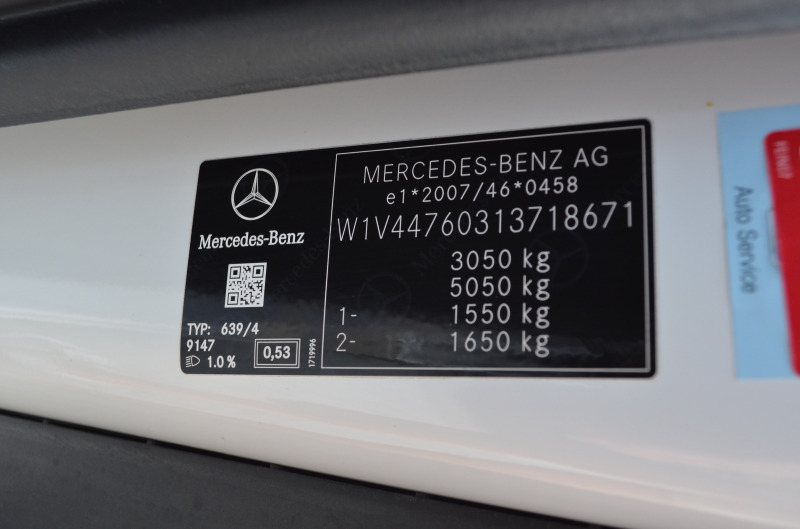 Mercedes-Benz
TYP: 639/4
9147
1.0 %
0,53
1719996
MERCEDES-BENZ AG
e1*2007/46*0458
W1V44760313718671
3050 kg
5050 kg
1- 1550 kg
2- 1650 kg
Auto Service